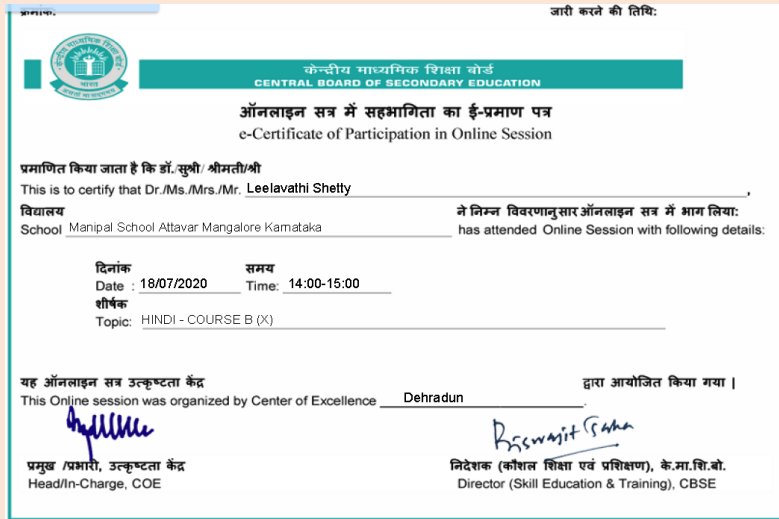 क्रमांक: जारी करने की तिथि:
केन्द्रीय माध्यमिक शिक्षा बोर्ड
CENTRAL BOARD OF SECONDARY EDUCATION
भारत
ऑनलाइन सत्र में सहभागिता का ई-प्रमाण पत्र
e-Certificate of Participation in Online Session
प्रमाणित किया जाता है कि डॉ./सुश्री/ श्रीमती/श्री
This is to certify that Dr./Ms./Mrs./Mr. Leelavathi Shetty,
विद्यालय ने निम्न विवरणानुसार ऑनलाइन सत्र में भाग लिया:
School Manipal School Attavar Mangalore Karnataka has attended Online Session with following details:
दिनांक समय
Date : 18/07/2020 Time: 14:00-15:00
शीर्षक
Topic: HINDI - COURSE B (X)
यह ऑनलाइन सत्र उत्कृष्टता केंद्र द्वारा आयोजित किया गया |
This Online session was organized by Center of Excellence Dehradun.
Biswajit Saha
प्रमुख /प्रभारी, उत्कृष्टता केंद्र निदेशक (कौशल शिक्षा एवं प्रशिक्षण), के.मा.शि.बो.
Head/In-Charge, COE Director (Skill Education & Training), CBSE